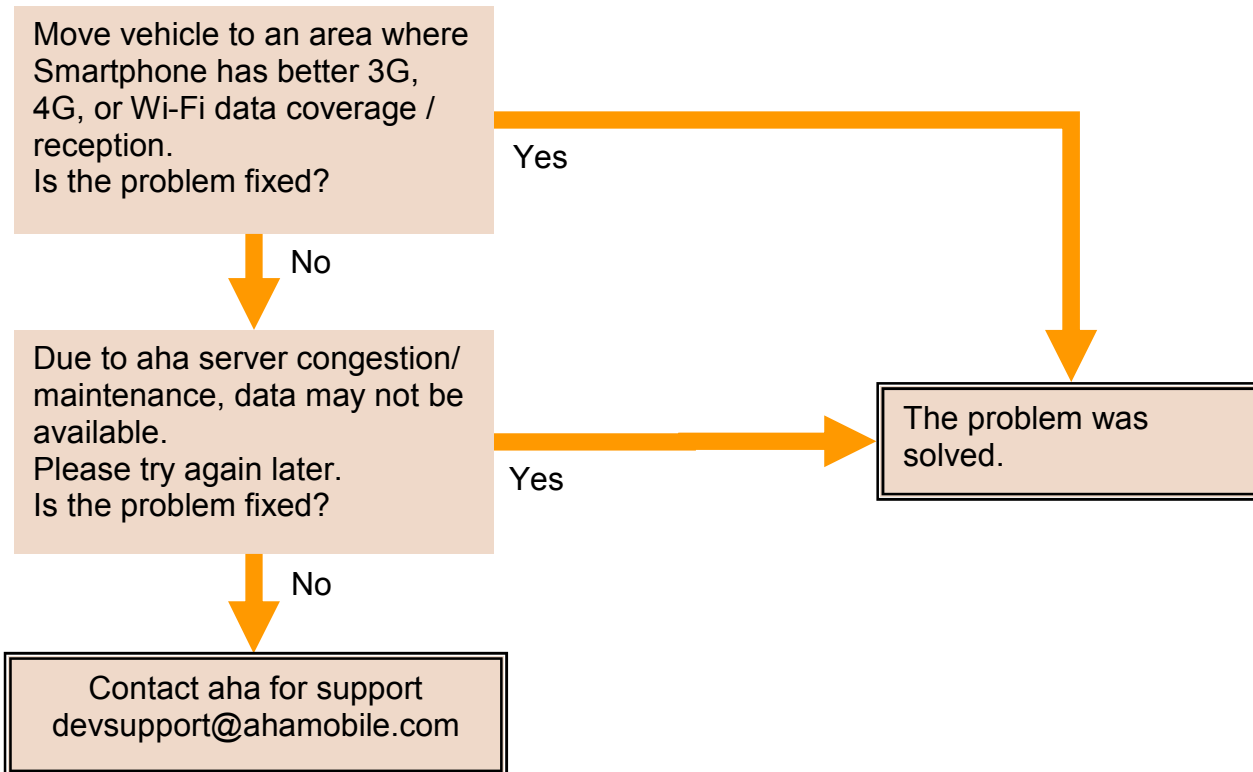 Move vehicle to an area where
Smartphone has better 3G,
4G, or Wi-Fi data coverage /
reception.
Is the problem fixed?
Yes
No
Due to aha server congestion/
maintenance, data may not be
available.
Please try again later.
Is the problem fixed?
Yes
The problem was
solved.
No
Contact aha for support
devsupport@ahamobile.com